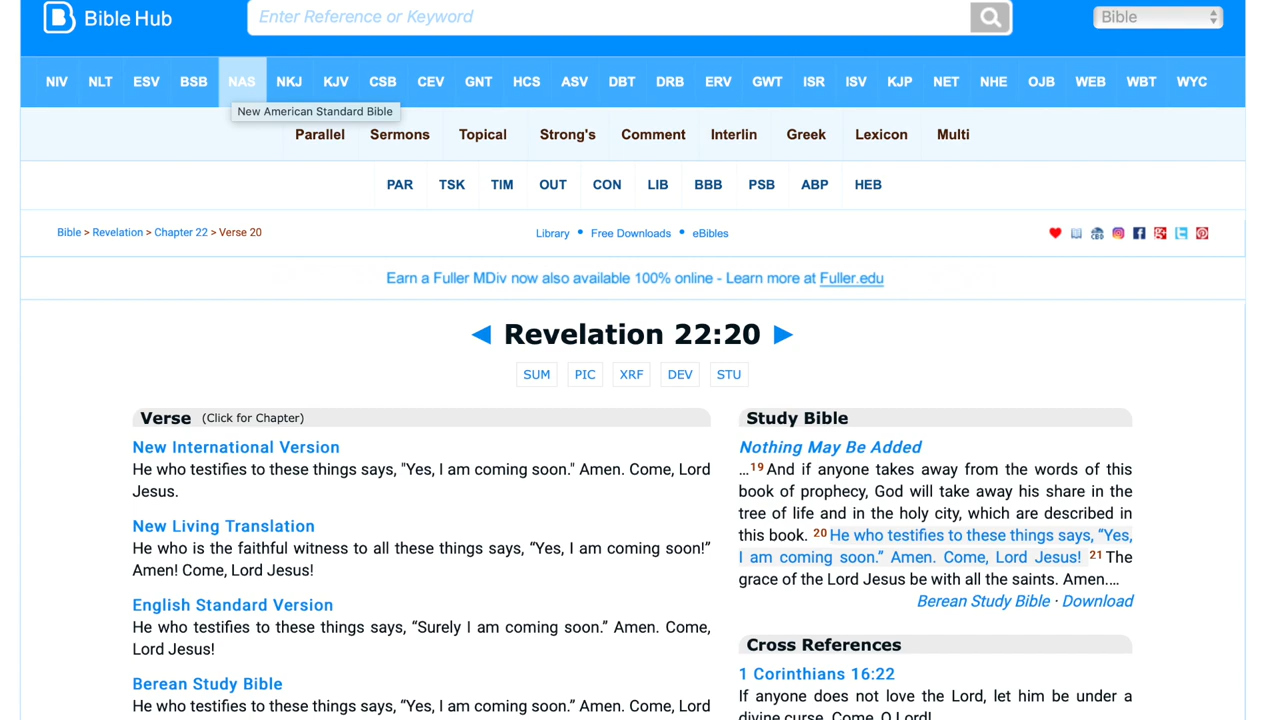 Bible Hub
Enter Reference or Keyword
Bible
NIV NLT ESV BSB NAS NKJ KJV CSB CEV GNT HCS ASV DBT DRB ERV GWT ISR ISV KJP NET NHE OJB WEB WBT WYC
New American Standard Bible
Parallel Sermons Topical Strong's Comment Interlin Greek Lexicon Multi
PAR TSK TIM OUT CON LIB BBB PSB ABP HEB
Bible > Revelation > Chapter 22 > Verse 20
Library • Free Downloads • eBibles
Earn a Fuller MDiv now also available 100% online - Learn more at Fuller.edu
◄ Revelation 22:20 ►
SUM PIC XRF DEV STU
Verse (Click for Chapter)
New International Version
He who testifies to these things says, "Yes, I am coming soon." Amen. Come, Lord
Jesus.
New Living Translation
He who is the faithful witness to all these things says, “Yes, I am coming soon!”
Amen! Come, Lord Jesus!
English Standard Version
He who testifies to these things says, “Surely I am coming soon.” Amen. Come,
Lord Jesus!
Berean Study Bible
He who testifies to these things says, “Yes, I am coming soon.” Amen. Come, Lord
Study Bible
Nothing May Be Added
…19And if anyone takes away from the words of this
book of prophecy, God will take away his share in the
tree of life and in the holy city, which are described in
this book. 20He who testifies to these things says, “Yes,
I am coming soon.” Amen. Come, Lord Jesus! 21The
grace of the Lord Jesus be with all the saints. Amen.…
Berean Study Bible · Download
Cross References
1 Corinthians 16:22
If anyone does not love the Lord, let him be under a
divine curse. Come, O Lord!